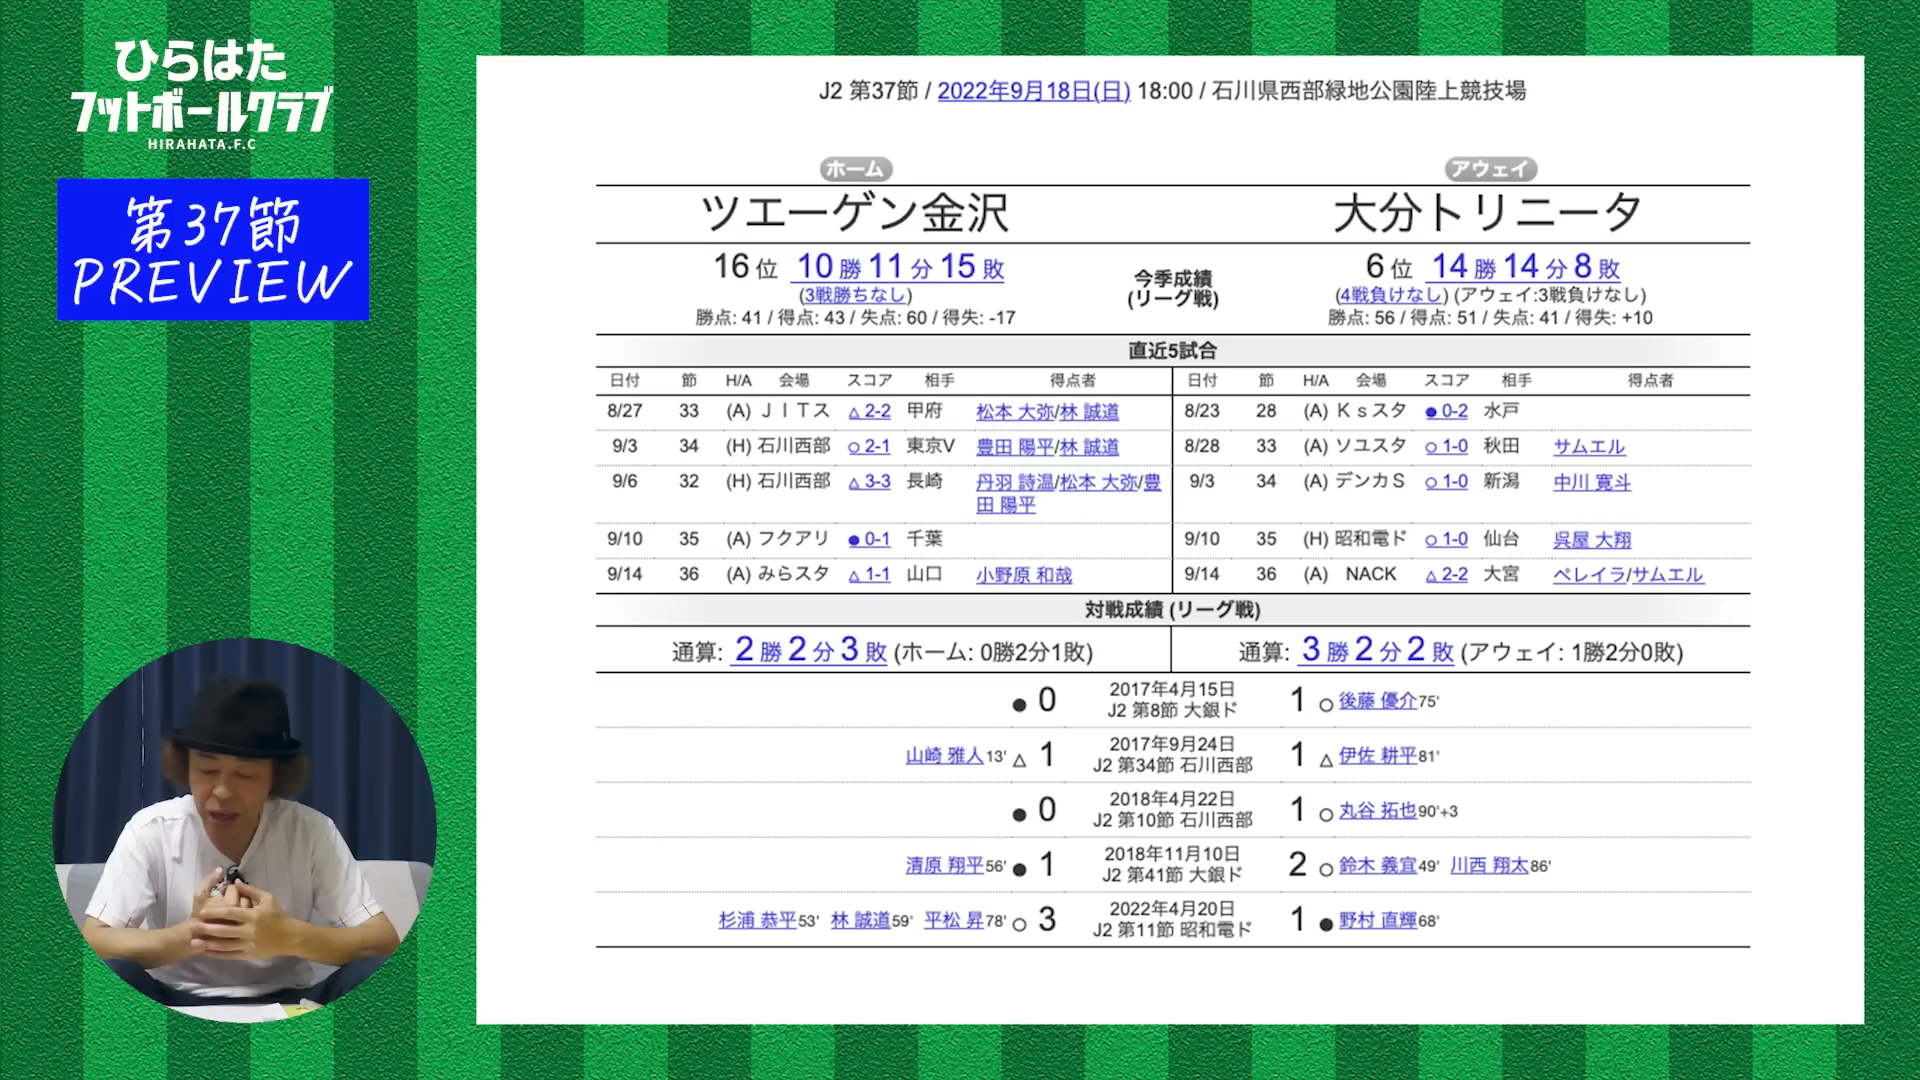 ひらはた
フットボールクラブ
HIRAHATA.F.C
第37節
PREVIEW
J2 第37節 / 2022年9月18日(日) 18:00 / 石川県西部緑地公園陸上競技場
ホーム アウェイ
ツエーゲン金沢 大分トリニータ
16位 10勝11分15敗 今季成績 (リーグ戦) 6位 14勝14分8敗
(3戦勝ちなし) (4戦負けなし) (アウェイ:3戦負けなし)
勝点: 41 / 得点: 43 / 失点: 60 / 得失: -17 勝点: 56 / 得点: 51 / 失点: 41 / 得失: +10
直近5試合
日付 節 H/A 会場 スコア 相手 得点者 日付 節 H/A 会場 スコア 相手 得点者
8/27 33 (A) ＪＩＴス △2-2 甲府 松本 大弥/林 誠道 8/23 28 (A) Ｋｓスタ ●0-2 水戸
9/3 34 (H) 石川西部 ○2-1 東京V 豊田 陽平/林 誠道 8/28 33 (A) ソユスタ ○1-0 秋田 サムエル
9/6 32 (H) 石川西部 △3-3 長崎 丹羽 詩温/松本 大弥/豊田 陽平 9/3 34 (A) デンカＳ ○1-0 新潟 中川 寛斗
9/10 35 (A) フクアリ ●0-1 千葉 9/10 35 (H) 昭和電ド ○1-0 仙台 呉屋 大翔
9/14 36 (A) みらスタ △1-1 山口 小野原 和哉 9/14 36 (A) NACK △2-2 大宮 ペレイラ/サムエル
対戦成績 (リーグ戦)
通算: 2勝2分3敗 (ホーム: 0勝2分1敗) 通算: 3勝2分2敗 (アウェイ: 1勝2分0敗)
●0 2017年4月15日 J2 第8節 大銀ド 1○ 後藤 優介75'
山崎 雅人13' △1 2017年9月24日 J2 第34節 石川西部 1△ 伊佐 耕平81'
●0 2018年4月22日 J2 第10節 石川西部 1○ 丸谷 拓也90'+3
清原 翔平56' ●1 2018年11月10日 J2 第41節 大銀ド 2○ 鈴木 義宜49' 川西 翔太86'
杉浦 恭平53' 林 誠道59' 平松 昇78' ○3 2022年4月20日 J2 第11節 昭和電ド 1● 野村 直輝68'